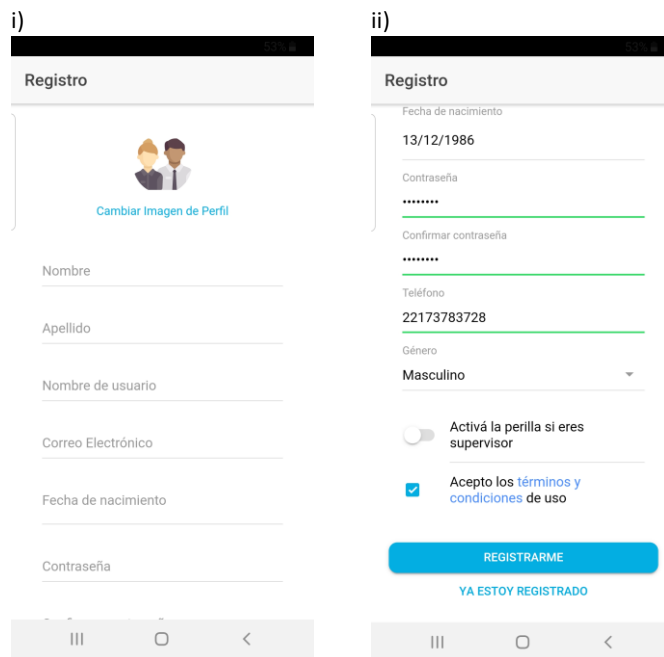 i)
53%
Registro
Cambiar Imagen de Perfil
Nombre
Apellido
Nombre de usuario
Correo Electrónico
Fecha de nacimiento
Contraseña
ii)
53%
Registro
Fecha de nacimiento
13/12/1986
Contraseña
••••••••
Confirmar contraseña
••••••••
Teléfono
22173783728
Género
Masculino
Activá la perilla si eres
supervisor
Acepto los términos y
condiciones de uso
REGISTRARME
YA ESTOY REGISTRADO